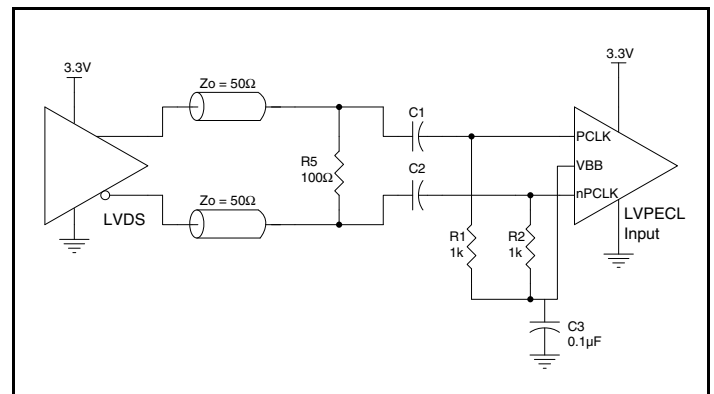 3.3V
3.3V
Zo = 50Ω
C1
PCLK
R5
100Ω
C2
VBB
Zo = 50Ω
nPCLK
LVDS
LVPECL
Input
R1
1k
R2
1k
C3
0.1µF